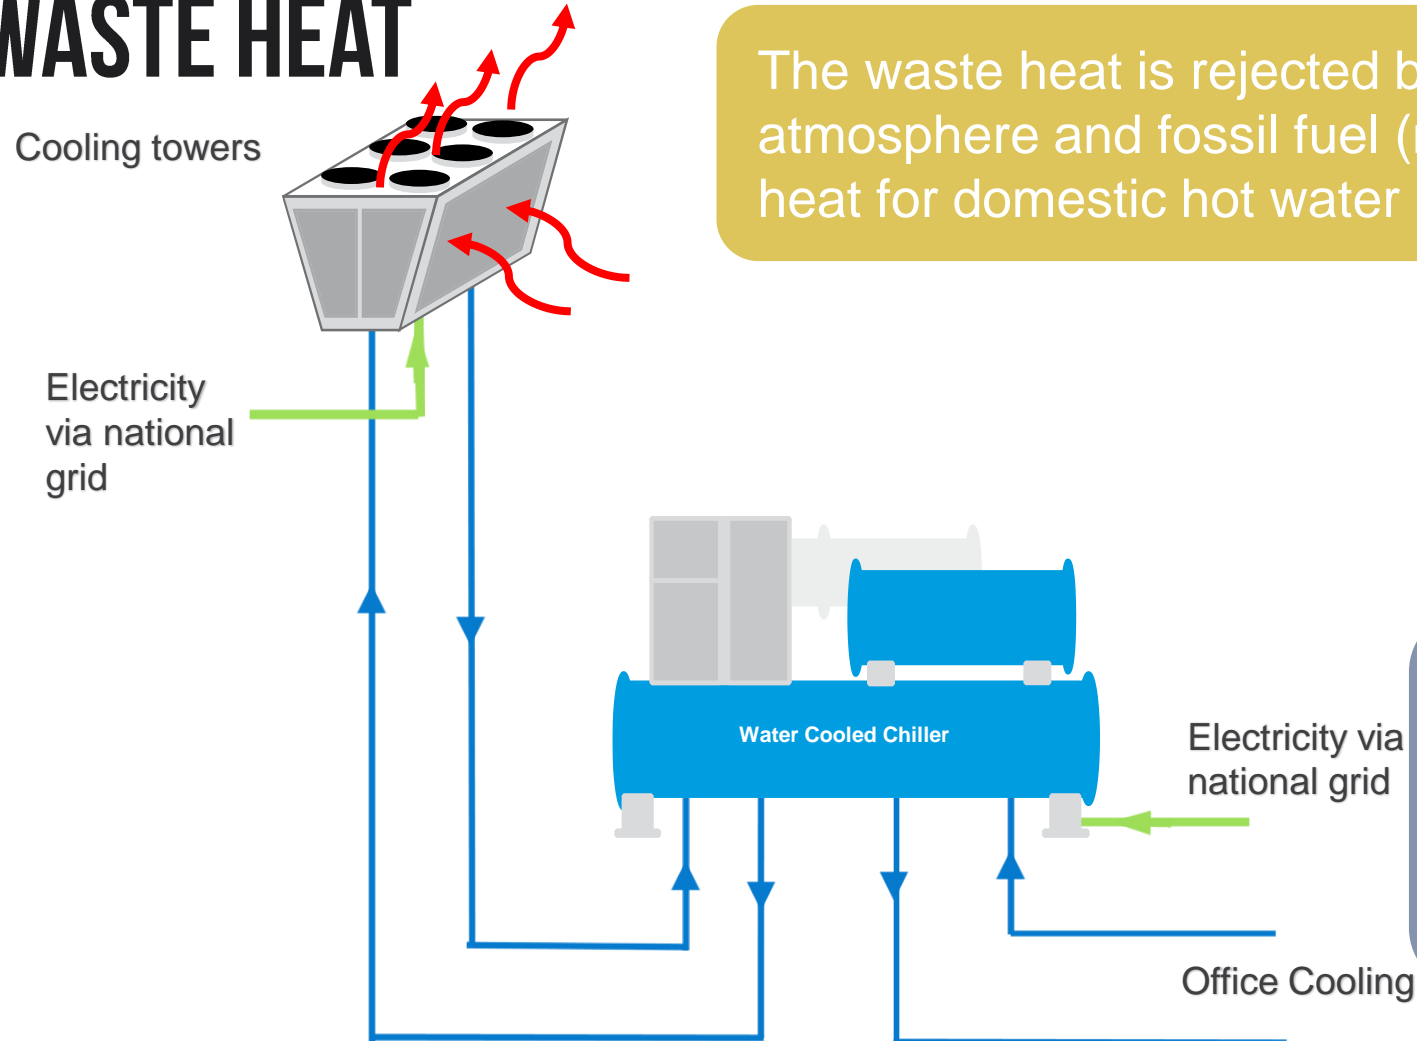 WASTE HEAT
The waste heat is rejected b
atmosphere and fossil fuel (
heat for domestic hot water
Cooling towers
Electricity
via national
grid
Water Cooled Chiller
Electricity via
national grid
Office Cooling